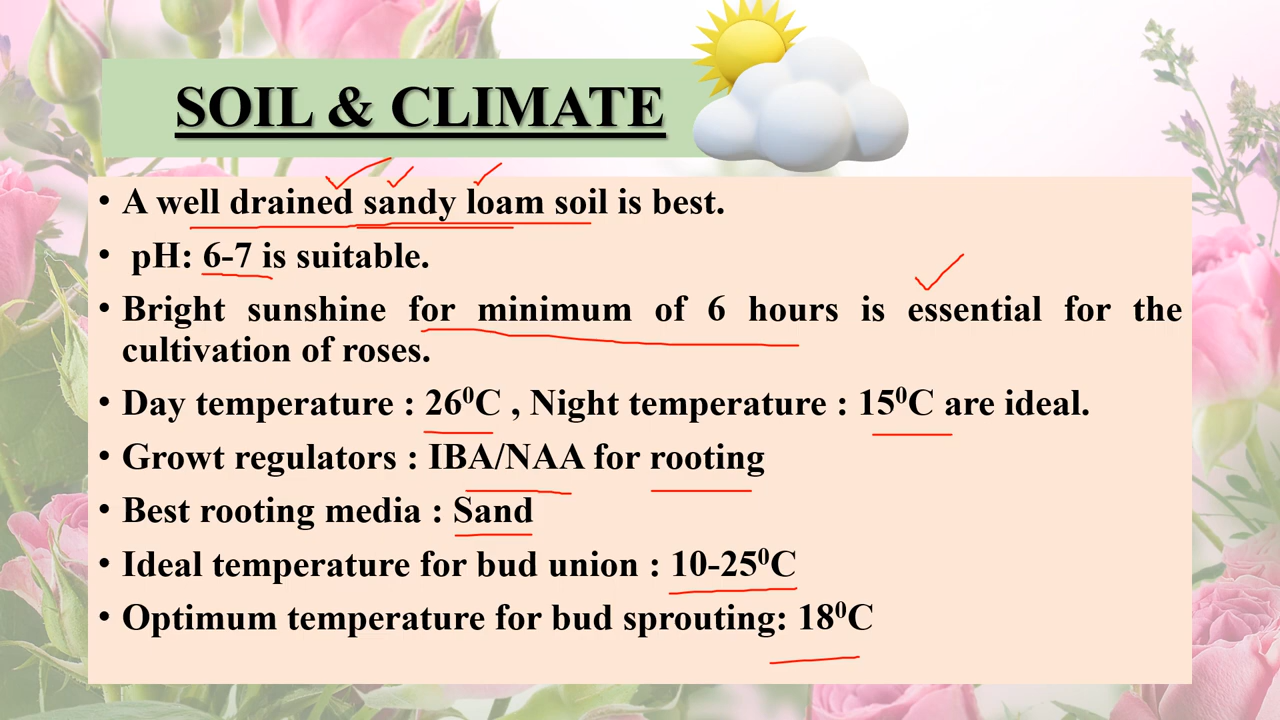 SOIL & CLIMATE
• A well drained sandy loam soil is best.
• pH: 6-7 is suitable.
• Bright sunshine for minimum of 6 hours is essential for the
cultivation of roses.
• Day temperature : 26⁰C , Night temperature : 15⁰C are ideal.
• Growt regulators : IBA/NAA for rooting
• Best rooting media : Sand
• Ideal temperature for bud union : 10-25⁰C
• Optimum temperature for bud sprouting: 18⁰C